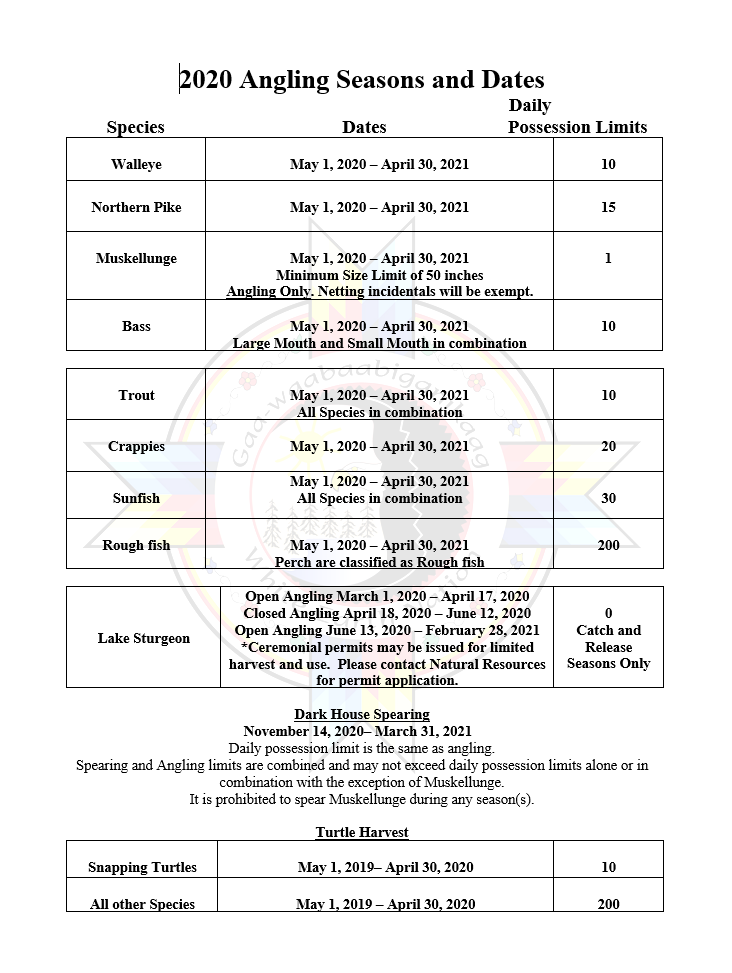 2020 Angling Seasons and Dates
Daily
Species Dates Possession Limits
Walleye May 1, 2020 – April 30, 2021 10
Northern Pike May 1, 2020 – April 30, 2021 15
Muskellunge May 1, 2020 – April 30, 2021 1
Minimum Size Limit of 50 inches
Angling Only. Netting incidentals will be exempt.
Bass May 1, 2020 – April 30, 2021 10
Large Mouth and Small Mouth in combination
Trout May 1, 2020 – April 30, 2021 10
All Species in combination
Crappies May 1, 2020 – April 30, 2021 20
May 1, 2020 – April 30, 2021
Sunfish All Species in combination 30
Rough fish May 1, 2020 – April 30, 2021 200
Perch are classified as Rough fish
Open Angling March 1, 2020 – April 17, 2020
Closed Angling April 18, 2020 – June 12, 2020 0
Open Angling June 13, 2020 – February 28, 2021 Catch and
Lake Sturgeon *Ceremonial permits may be issued for limited Release
harvest and use. Please contact Natural Resources Seasons Only
for permit application.
Dark House Spearing
November 14, 2020– March 31, 2021
Daily possession limit is the same as angling.
Spearing and Angling limits are combined and may not exceed daily possession limits alone or in
combination with the exception of Muskellunge.
It is prohibited to spear Muskellunge during any season(s).
Turtle Harvest
Snapping Turtles May 1, 2019– April 30, 2020 10
All other Species May 1, 2019 – April 30, 2020 200